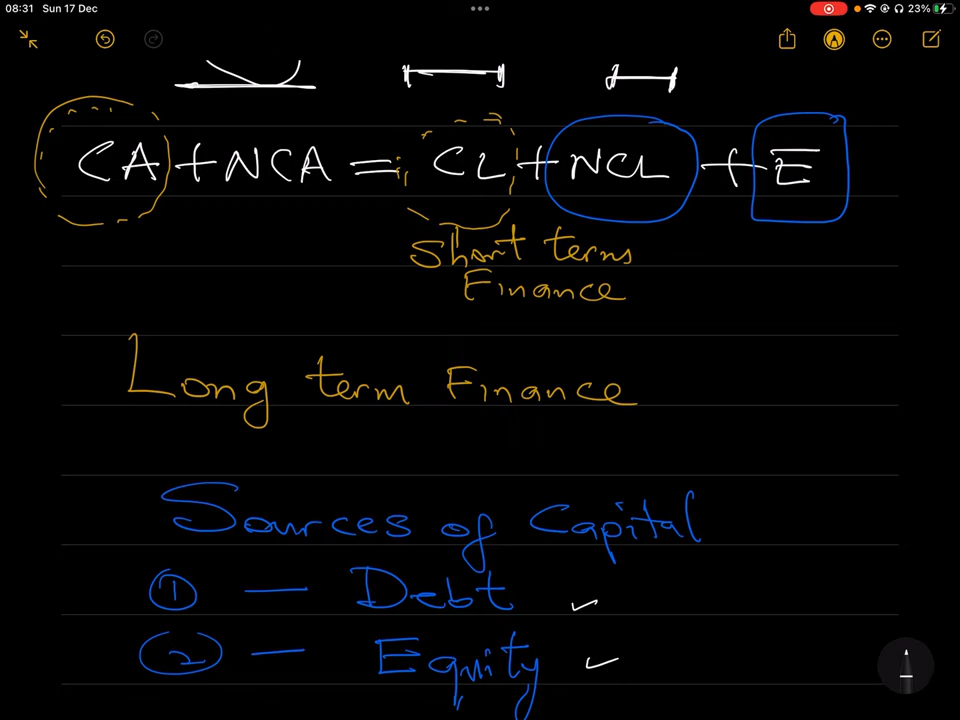 08:31 Sun 17 Dec
23%
CA + NCA = CL + NCL + E
Short terms
Finance
Long term Finance
Sources of Capital
① — Debt ✓
② — Equity ✓